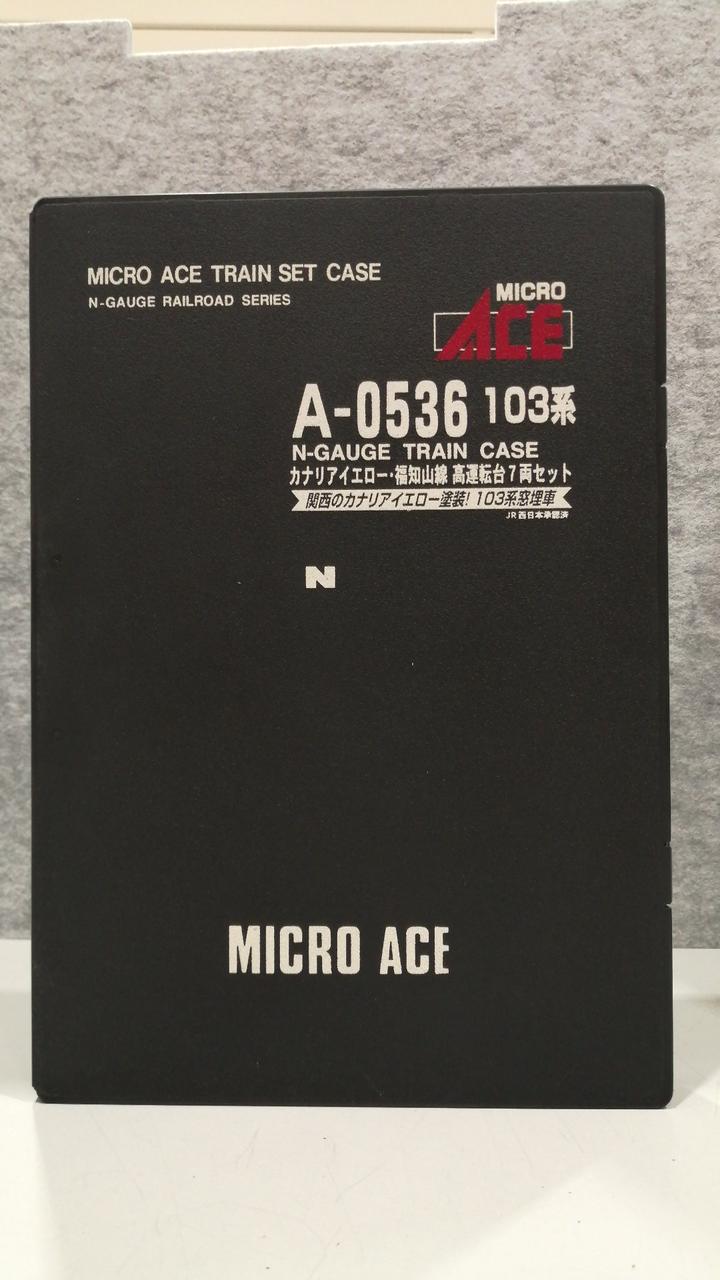 MICRO ACE TRAIN SET CASE
N-GAUGE RAILROAD SERIES
MICRO
ACE
A-0536 103系
N-GAUGE TRAIN CASE
カナリアイエロー・福知山線 高運転台7両セット
関西のカナリアイエロー塗装! 103系窓埋車
JR西日本承認済
N
MICRO ACE